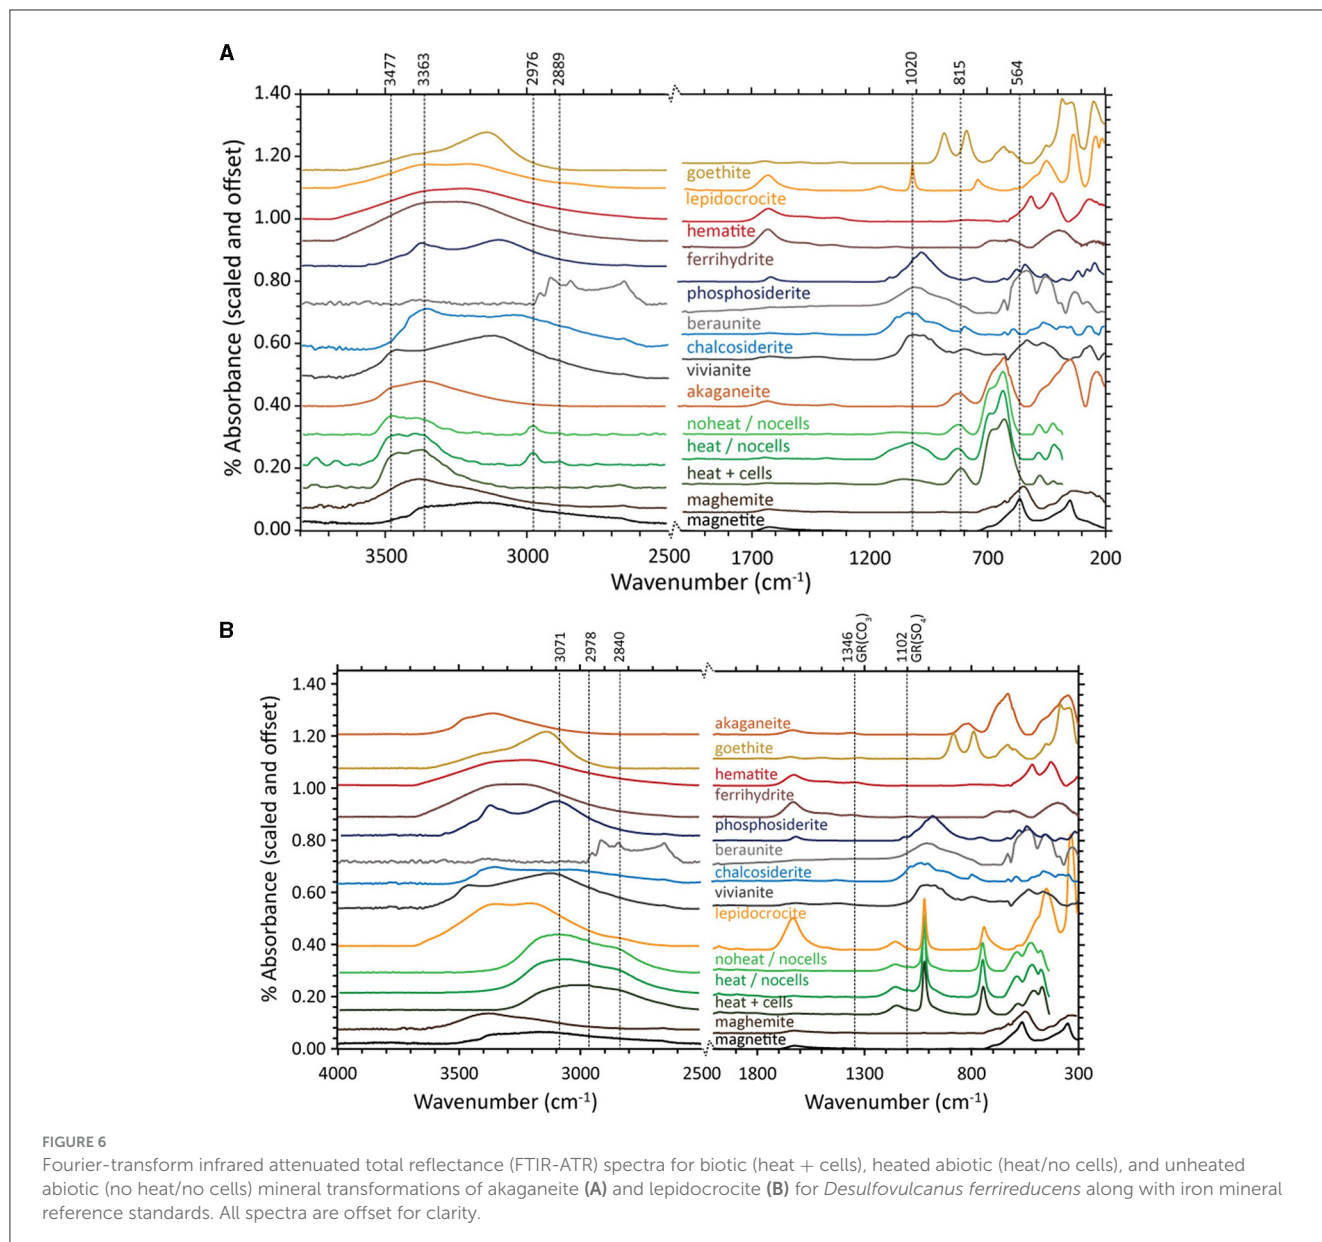 A
3477
3363
2976
2889
1020
815
564
% Absorbance (scaled and offset)
1.40
1.20
1.00
0.80
0.60
0.40
0.20
0.00
goethite
lepidocrocite
hematite
ferrihydrite
phosphosiderite
beraunite
chalcosiderite
vivianite
akaganeite
noheat / nocells
heat / nocells
heat + cells
maghemite
magnetite
3500 3000 2500 1700 1200 700 200
Wavenumber (cm-1)
B
3071
2978
2840
1346
GR(CO3)
1102
GR(SO4)
% Absorbance (scaled and offset)
1.40
1.20
1.00
0.80
0.60
0.40
0.20
0.00
akaganeite
goethite
hematite
ferrihydrite
phosphosiderite
beraunite
chalcosiderite
vivianite
lepidocrocite
noheat / nocells
heat / nocells
heat + cells
maghemite
magnetite
4000 3500 3000 2500 1800 1300 800 300
Wavenumber (cm-1) Wavenumber (cm-1)
FIGURE 6
Fourier-transform infrared attenuated total reflectance (FTIR-ATR) spectra for biotic (heat + cells), heated abiotic (heat/no cells), and unheated
abiotic (no heat/no cells) mineral transformations of akaganeite (A) and lepidocrocite (B) for Desulfovulcanus ferrireducens along with iron mineral
reference standards. All spectra are offset for clarity.